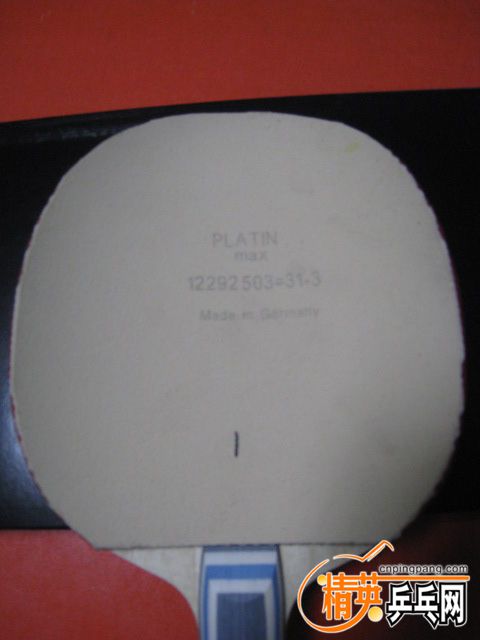 PLATIN
max
12292503=31-3
Made in Germany
cnpingpang.com
精英乒乓网